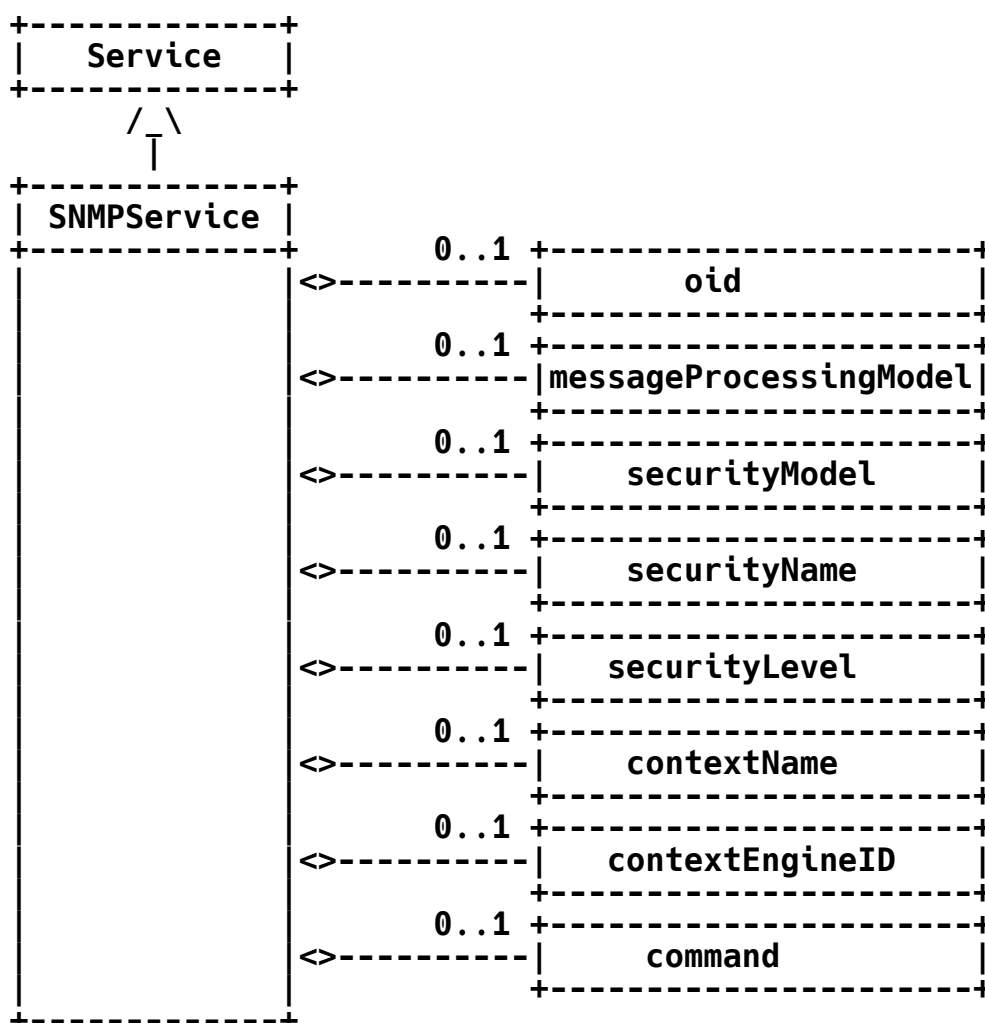 Service
SNMPService
0..1
oid
0..1
messageProcessingModel
0..1
securityModel
0..1
securityName
0..1
securityLevel
0..1
contextName
0..1
contextEngineID
0..1
command